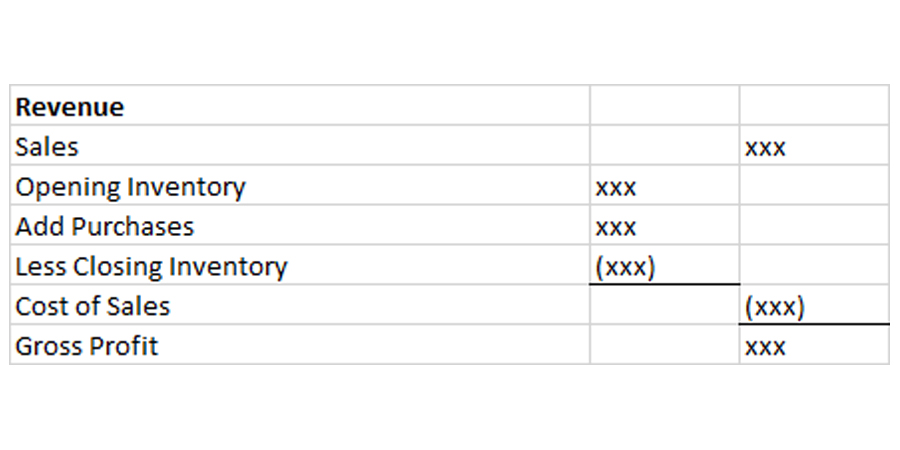 Revenue
Sales xxx
Opening Inventory xxx
Add Purchases xxx
Less Closing Inventory (xxx)
Cost of Sales (xxx)
Gross Profit xxx